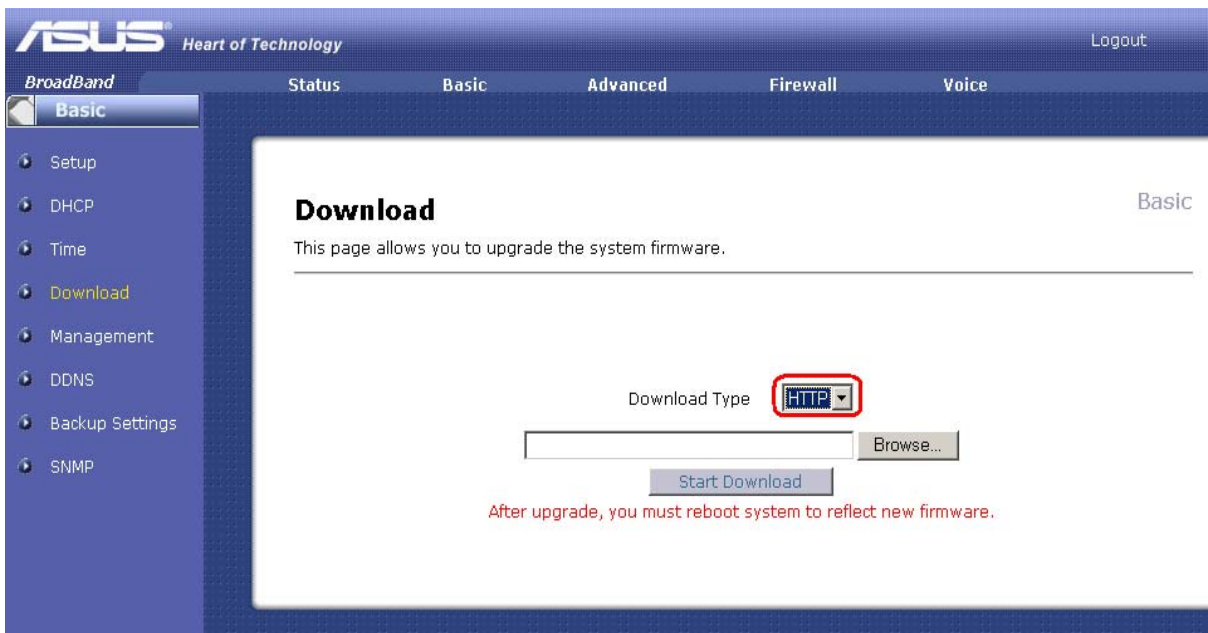 ASUS® Heart of Technology
Logout
BroadBand
Status Basic Advanced Firewall Voice
Basic
Setup
DHCP
Time
Download
Management
DDNS
Backup Settings
SNMP
Download
Basic
This page allows you to upgrade the system firmware.
Download Type HTTP
Browse...
Start Download
After upgrade, you must reboot system to reflect new firmware.